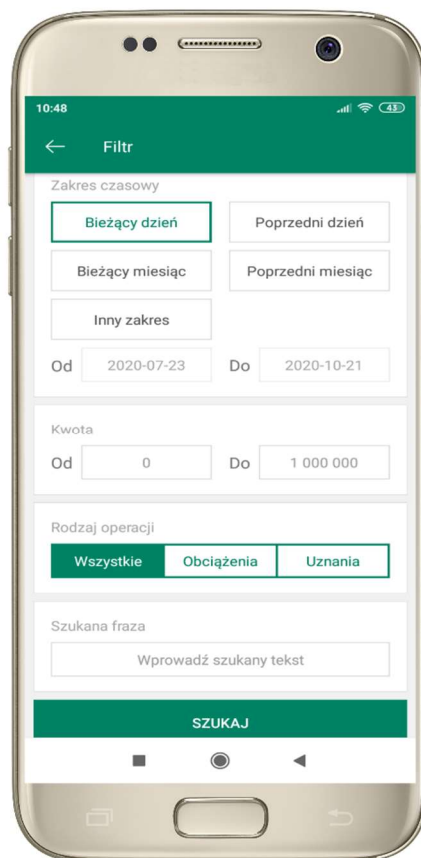 10:48
43
Filtr
Zakres czasowy
Bieżący dzień
Poprzedni dzień
Bieżący miesiąc
Poprzedni miesiąc
Inny zakres
Od 2020-07-23 Do 2020-10-21
Kwota
Od 0 Do 1 000 000
Rodzaj operacji
Wszystkie Obciążenia Uznania
Szukana fraza
Wprowadź szukany tekst
SZUKAJ